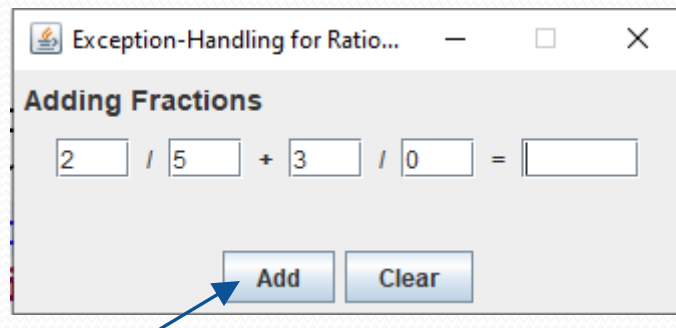 Exception-Handling for Ratio...
Adding Fractions
2 / 5 + 3 / 0 =
Add Clear